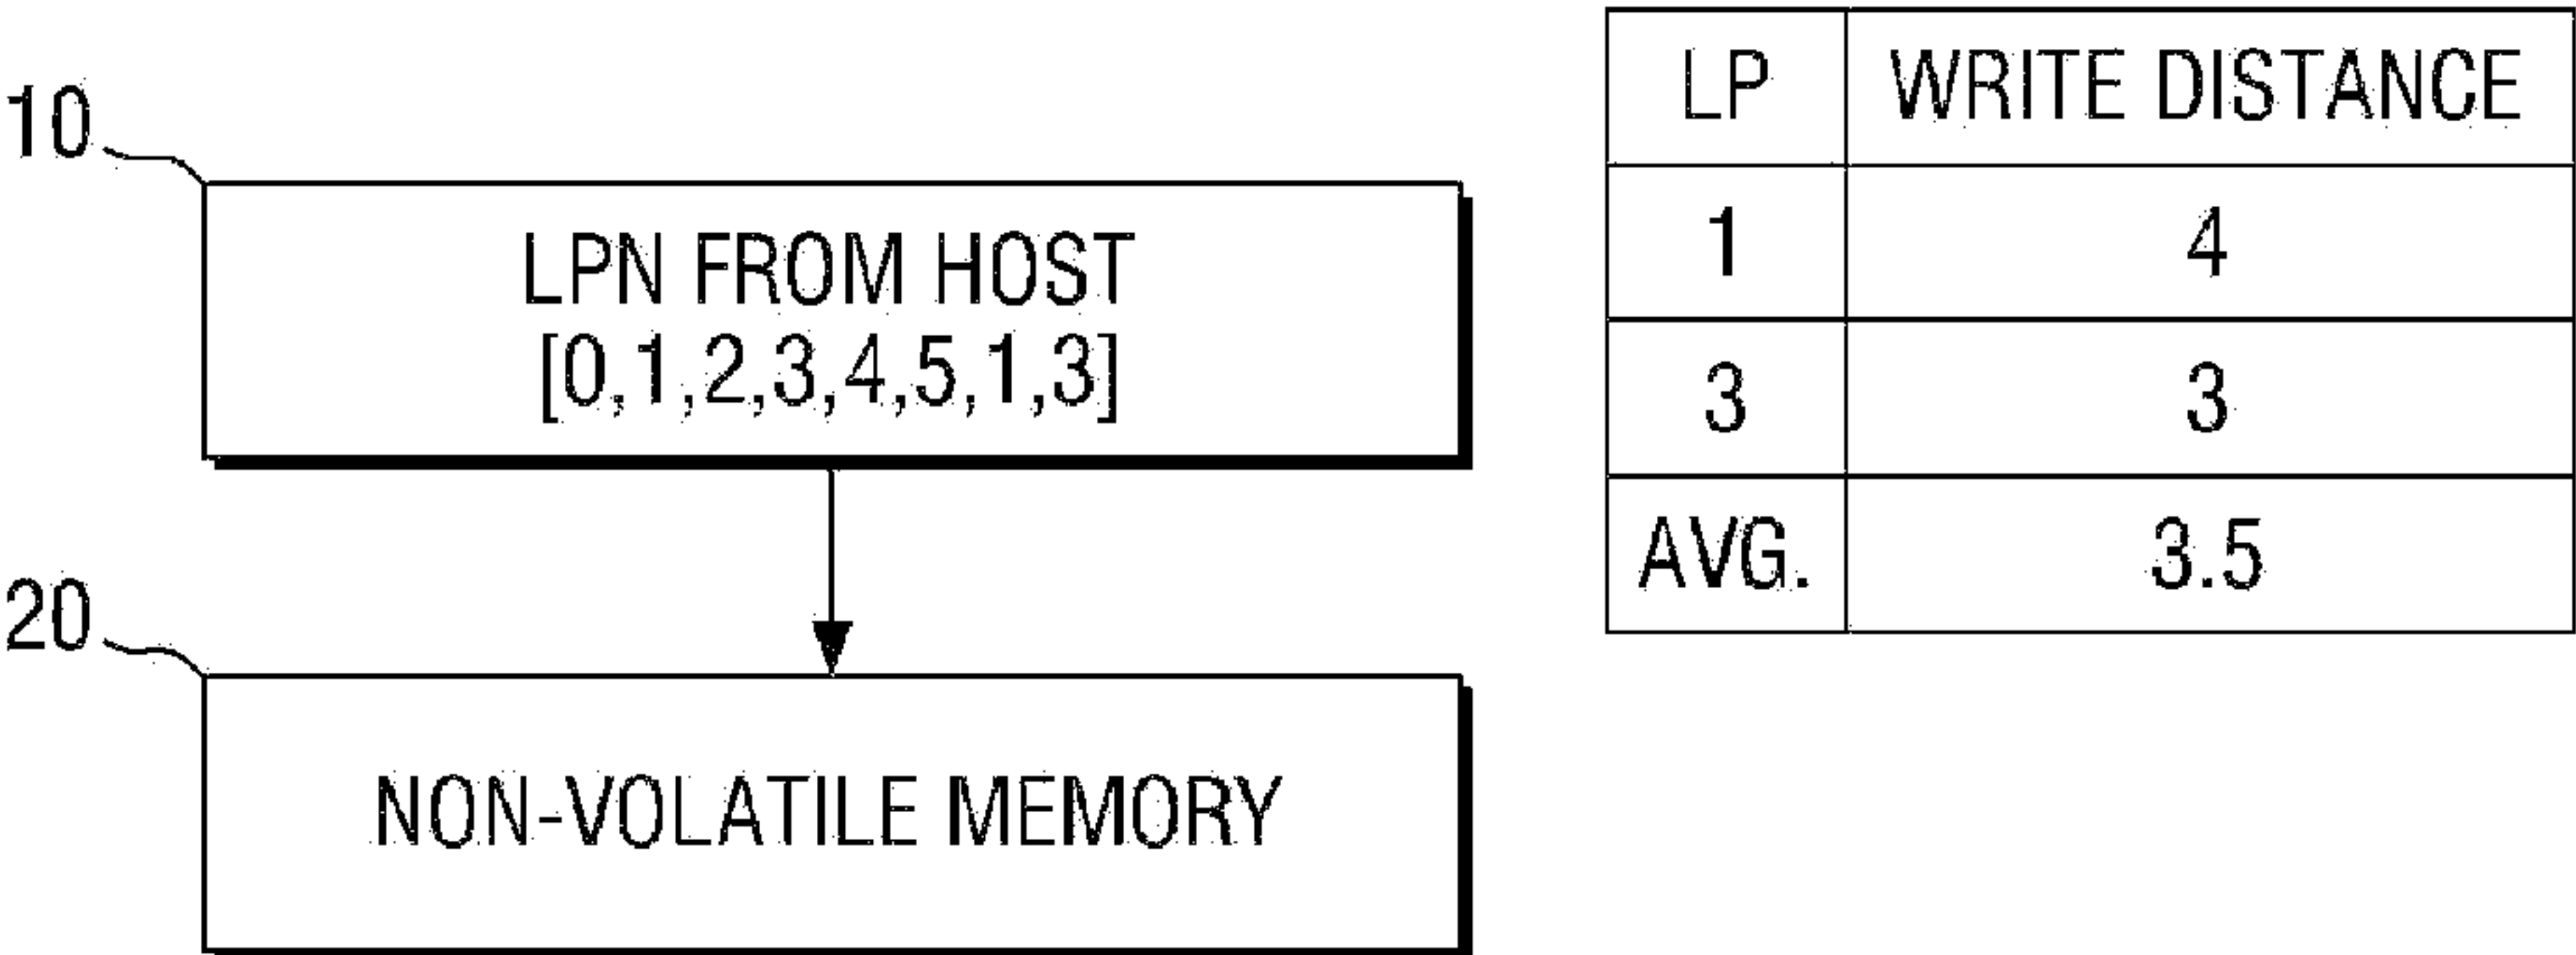 10
LPN FROM HOST
[0,1,2,3,4,5,1,3]
20
NON-VOLATILE MEMORY
LP WRITE DISTANCE
1 4
3 3
AVG. 3.5